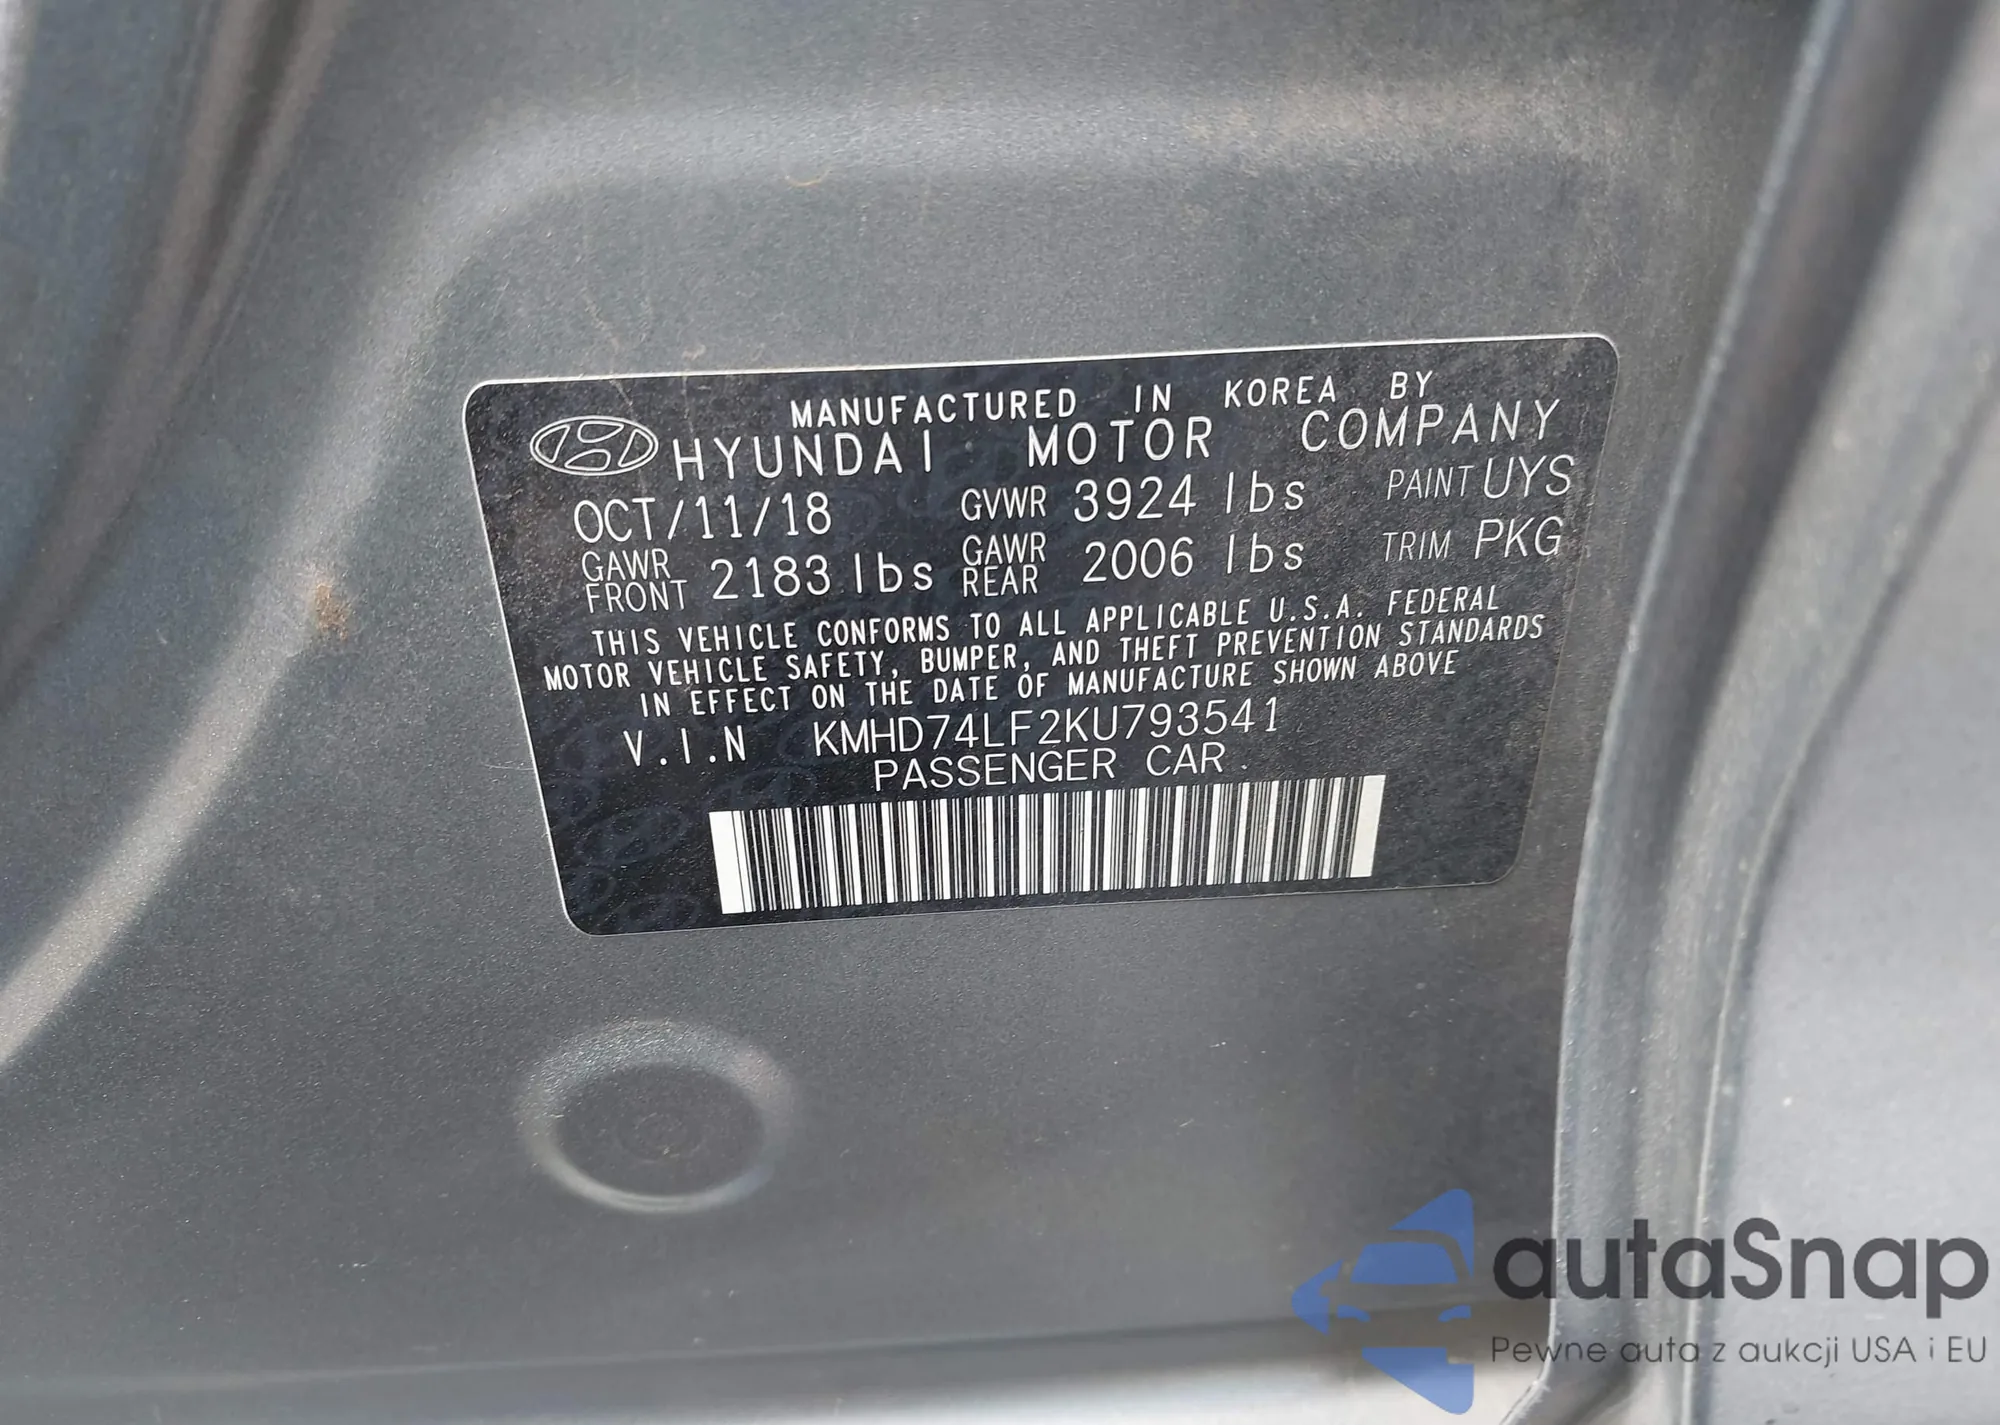 MANUFACTURED IN KOREA BY
HYUNDAI MOTOR COMPANY
OCT/11/18 GVWR 3924 lbs PAINT UYS
GAWR FRONT 2183 lbs GAWR REAR 2006 lbs TRIM PKG
THIS VEHICLE CONFORMS TO ALL APPLICABLE U.S.A. FEDERAL
MOTOR VEHICLE SAFETY, BUMPER, AND THEFT PREVENTION STANDARDS
IN EFFECT ON THE DATE OF MANUFACTURE SHOWN ABOVE
V.I.N KMHD74LF2KU793541
PASSENGER CAR
autaSnap
Pewne auta z aukcji USA i EU